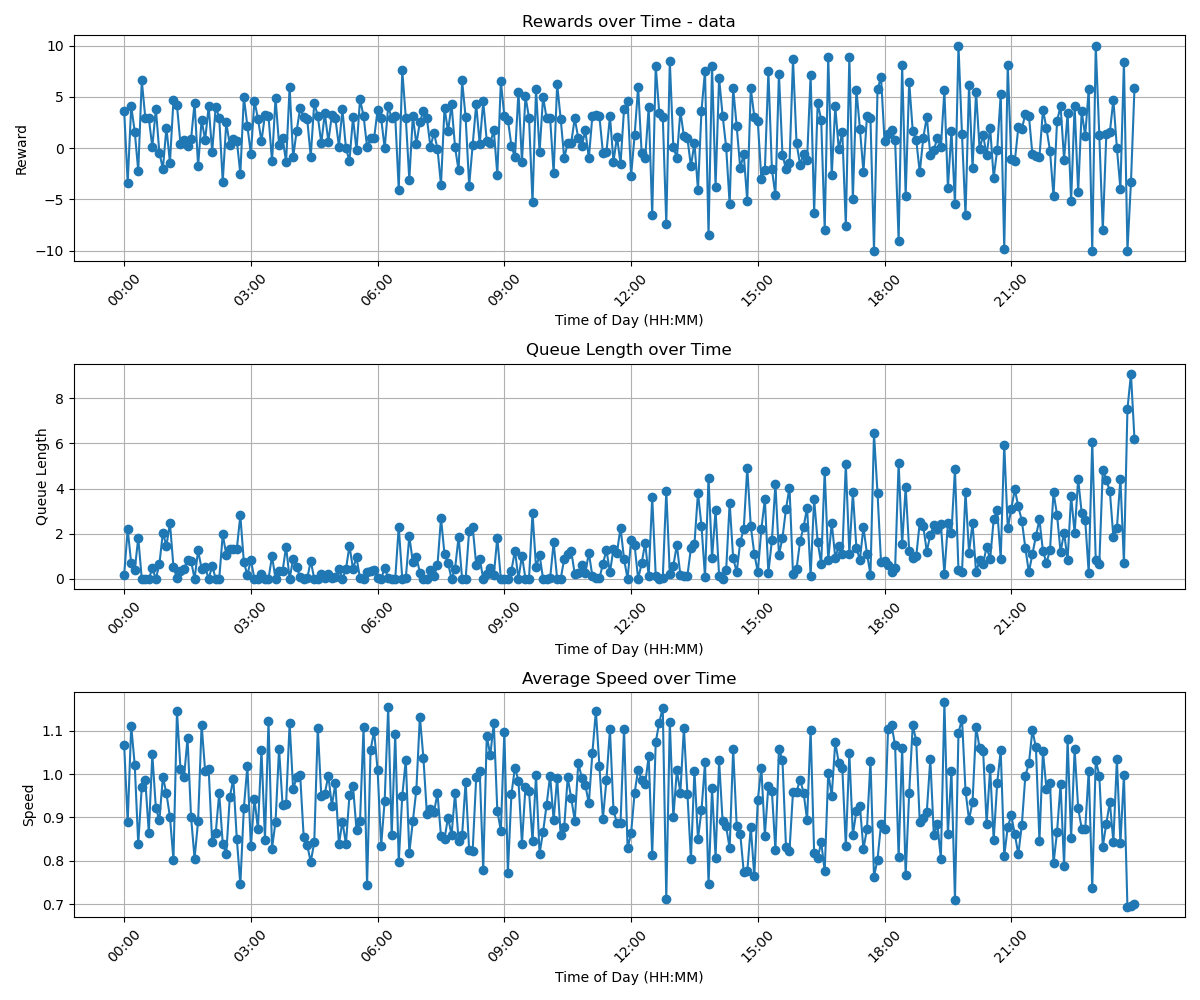 Rewards over Time - data
Reward
10
5
0
−5
−10
00:00 03:00 06:00 09:00 12:00 15:00 18:00 21:00
Time of Day (HH:MM)
Queue Length over Time
Queue Length
8
6
4
2
0
00:00 03:00 06:00 09:00 12:00 15:00 18:00 21:00
Time of Day (HH:MM)
Average Speed over Time
Speed
1.1
1.0
0.9
0.8
0.7
00:00 03:00 06:00 09:00 12:00 15:00 18:00 21:00
Time of Day (HH:MM)